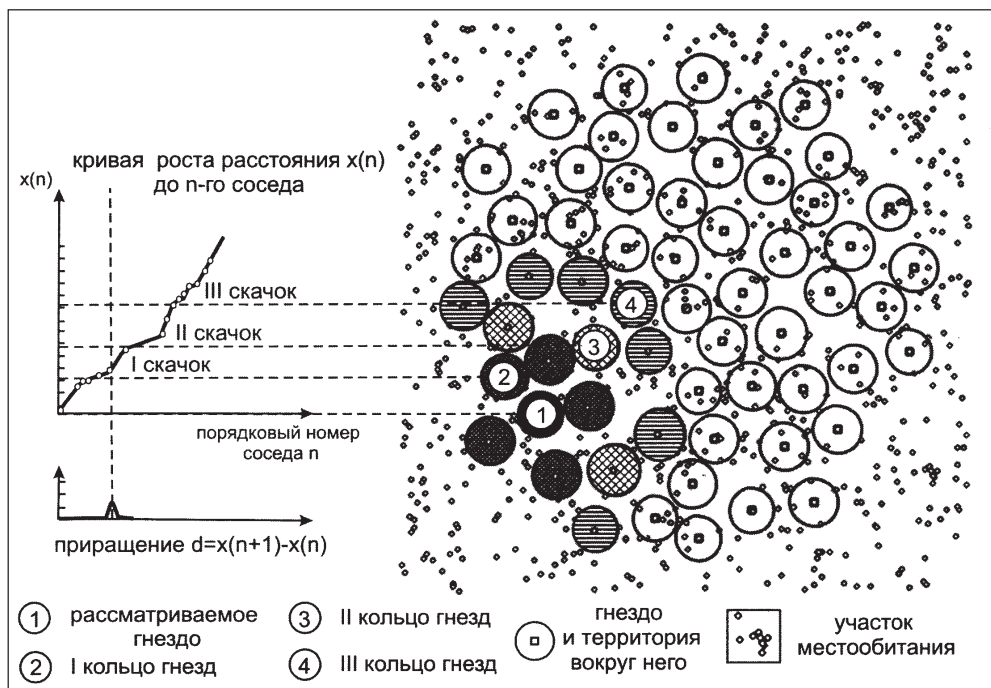 кривая роста расстояния x(n)
до n-го соседа
x(n)
III скачок
II скачок
I скачок
порядковый номер
соседа n
приращение d=x(n+1)-x(n)
4
3
2
1
1 рассматриваемое
гнездо
2 I кольцо гнезд
3 II кольцо гнезд
4 III кольцо гнезд
гнездо
и территория
вокруг него
участок
местообитания